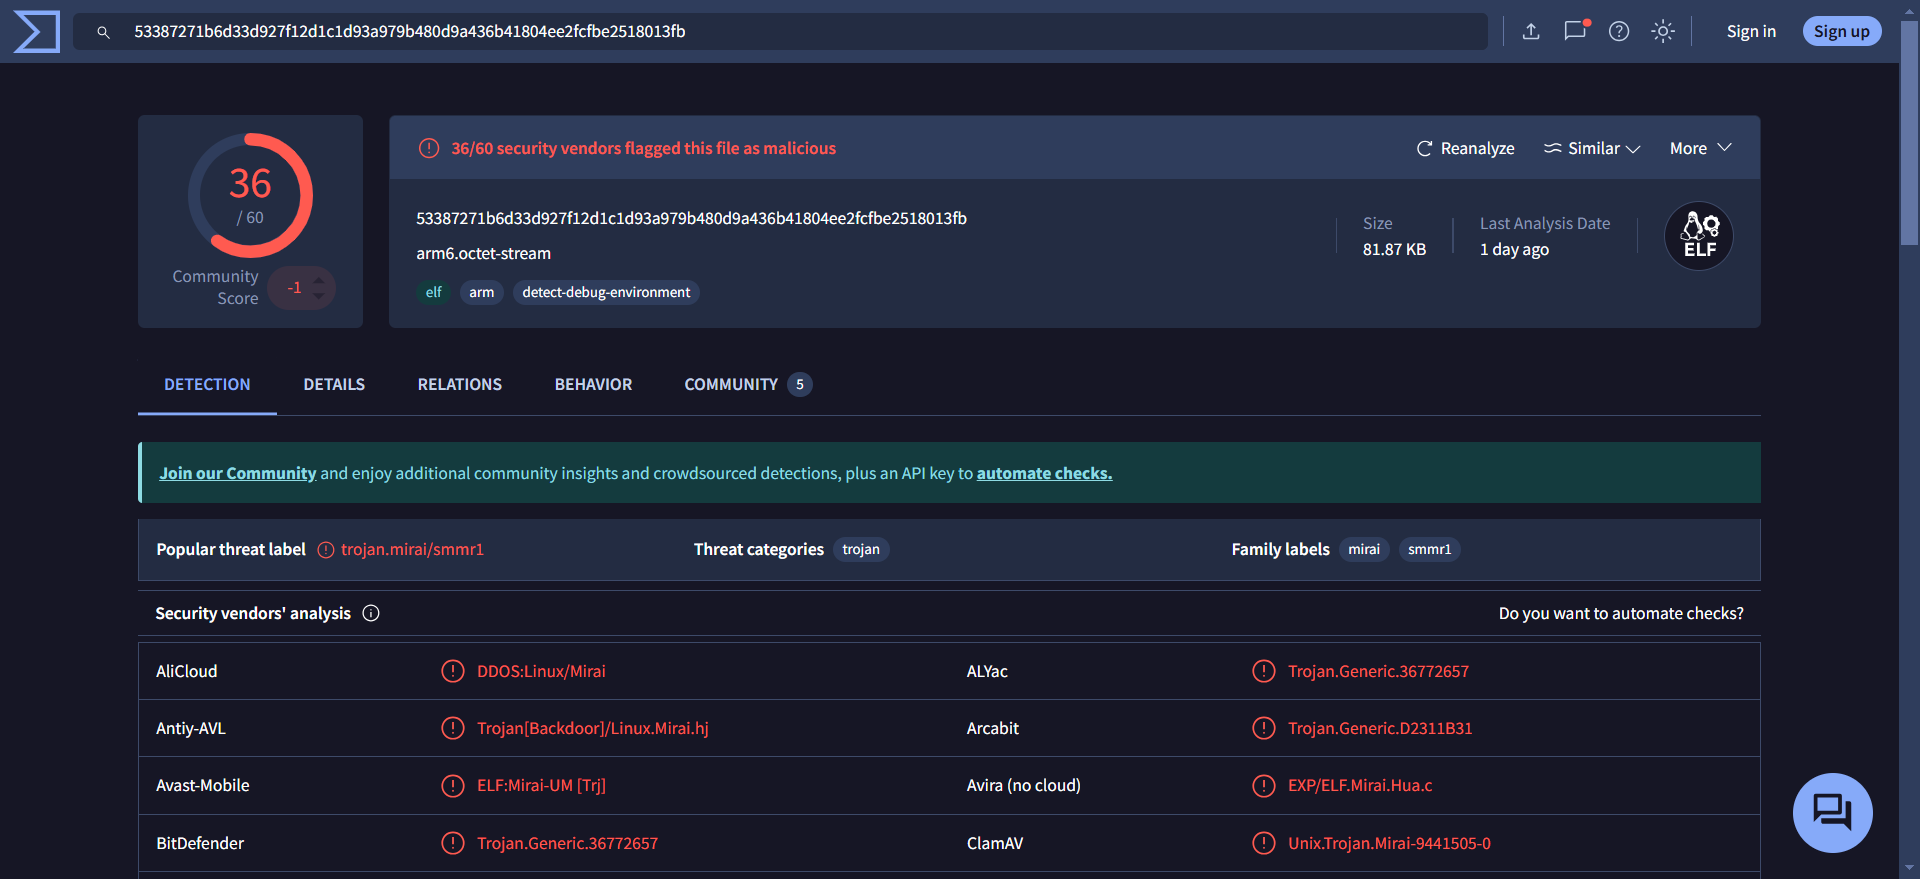 53387271b6d33d927f12d1c1d93a979b480d9a436b41804ee2fcfbe2518013fb
Sign in
Sign up
36
/ 60
Community
Score
-1
36/60 security vendors flagged this file as malicious
Reanalyze
Similar
More
53387271b6d33d927f12d1c1d93a979b480d9a436b41804ee2fcfbe2518013fb
arm6.octet-stream
elf
arm
detect-debug-environment
Size
81.87 KB
Last Analysis Date
1 day ago
ELF
DETECTION
DETAILS
RELATIONS
BEHAVIOR
COMMUNITY
5
Join our Community and enjoy additional community insights and crowdsourced detections, plus an API key to automate checks.
Popular threat label
trojan.mirai/smmr1
Threat categories
trojan
Family labels
mirai
smmr1
Security vendors' analysis
Do you want to automate checks?
AliCloud
DDOS:Linux/Mirai
ALYac
Trojan.Generic.36772657
Antiy-AVL
Trojan[Backdoor]/Linux.Mirai.hj
Arcabit
Trojan.Generic.D2311B31
Avast-Mobile
ELF:Mirai-UM [Trj]
Avira (no cloud)
EXP/ELF.Mirai.Hua.c
BitDefender
Trojan.Generic.36772657
ClamAV
Unix.Trojan.Mirai-9441505-0